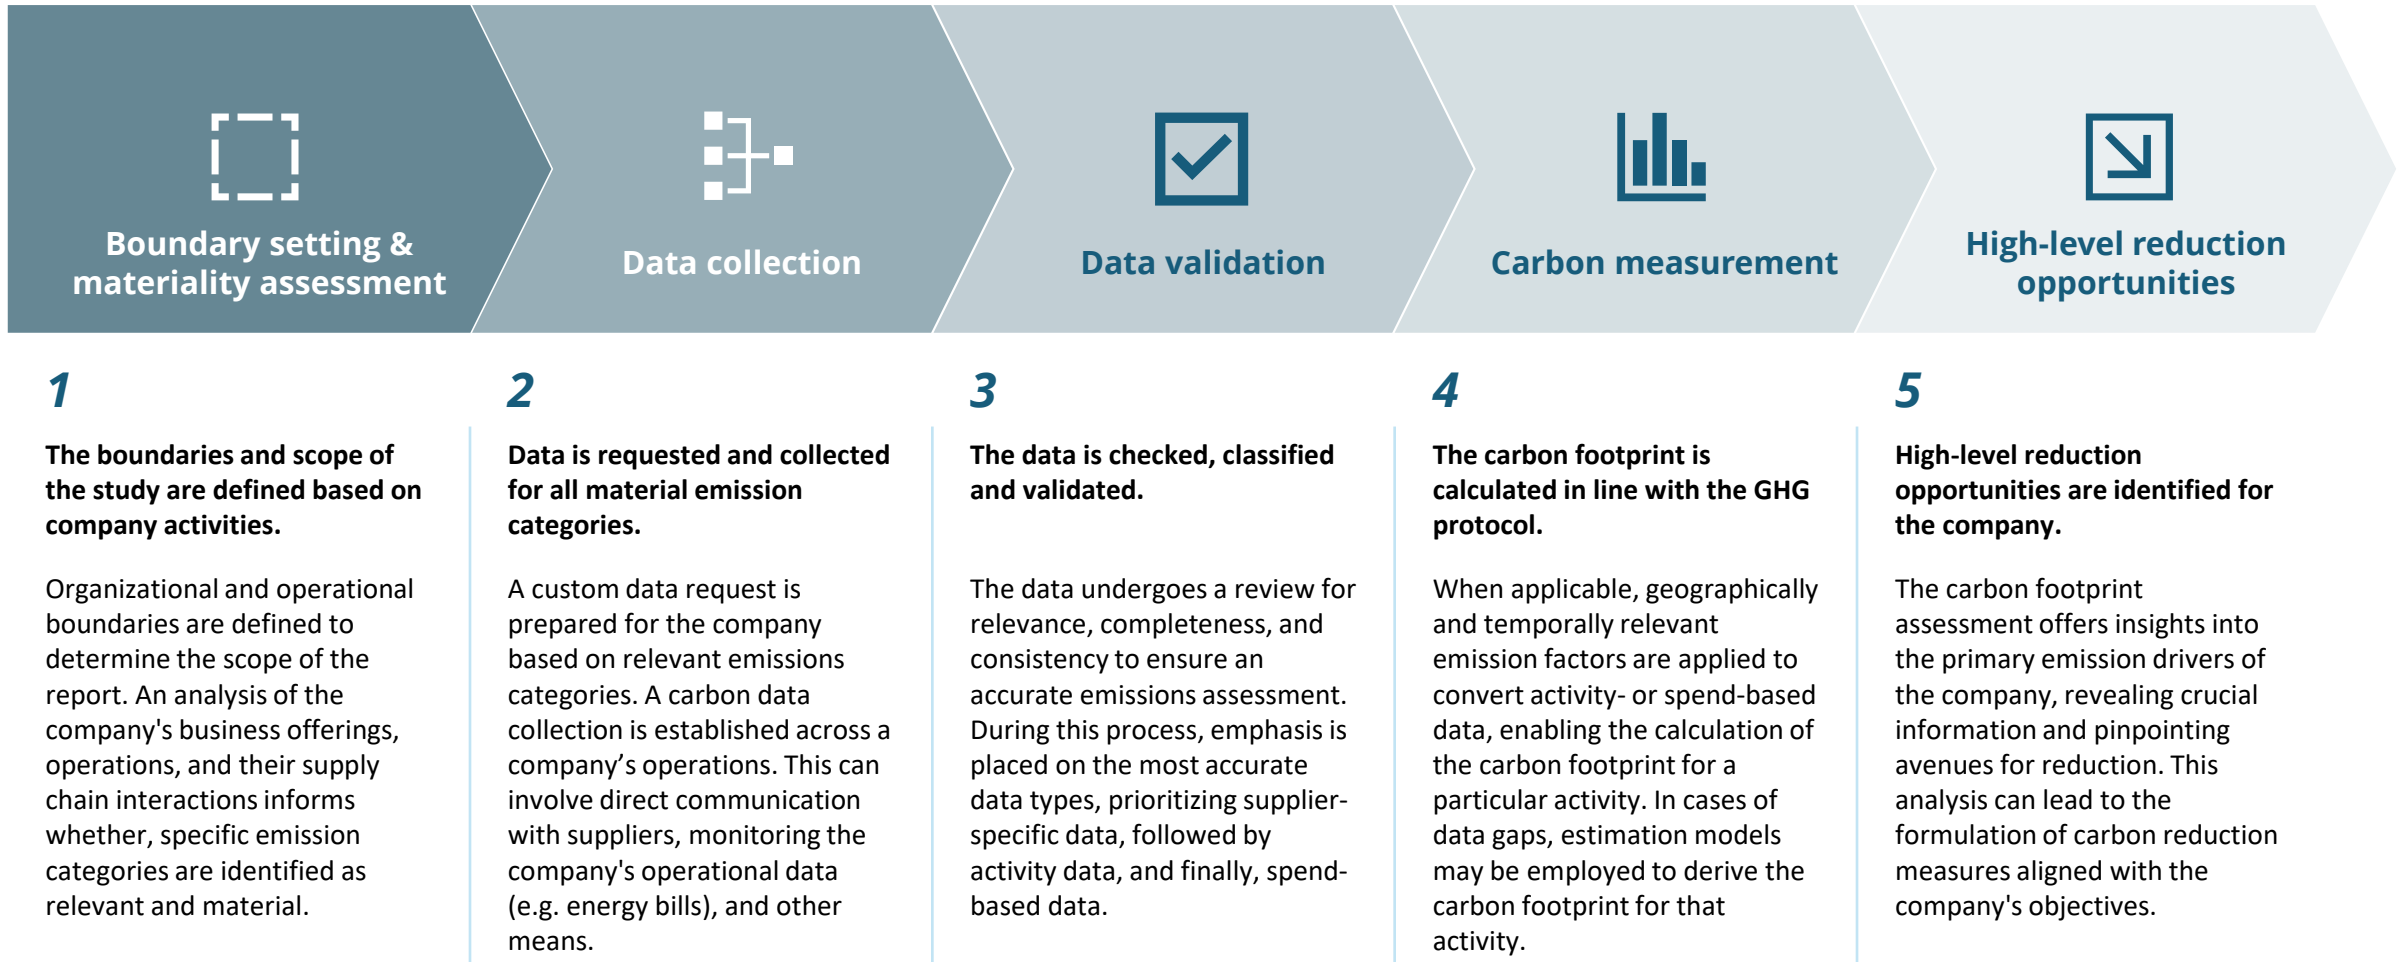 Boundary setting &
materiality assessment
Data collection
Data validation
Carbon measurement
High-level reduction
opportunities
1
The boundaries and scope of
the study are defined based on
company activities.
Organizational and operational
boundaries are defined to
determine the scope of the
report. An analysis of the
company's business offerings,
operations, and their supply
chain interactions informs
whether, specific emission
categories are identified as
relevant and material.
2
Data is requested and collected
for all material emission
categories.
A custom data request is
prepared for the company
based on relevant emissions
categories. A carbon data
collection is established across a
company’s operations. This can
involve direct communication
with suppliers, monitoring the
company's operational data
(e.g. energy bills), and other
means.
3
The data is checked, classified
and validated.
The data undergoes a review for
relevance, completeness, and
consistency to ensure an
accurate emissions assessment.
During this process, emphasis is
placed on the most accurate
data types, prioritizing supplier-
specific data, followed by
activity data, and finally, spend-
based data.
4
The carbon footprint is
calculated in line with the GHG
protocol.
When applicable, geographically
and temporally relevant
emission factors are applied to
convert activity- or spend-based
data, enabling the calculation of
the carbon footprint for a
particular activity. In cases of
data gaps, estimation models
may be employed to derive the
carbon footprint for that
activity.
5
High-level reduction
opportunities are identified for
the company.
The carbon footprint
assessment offers insights into
the primary emission drivers of
the company, revealing crucial
information and pinpointing
avenues for reduction. This
analysis can lead to the
formulation of carbon reduction
measures aligned with the
company's objectives.